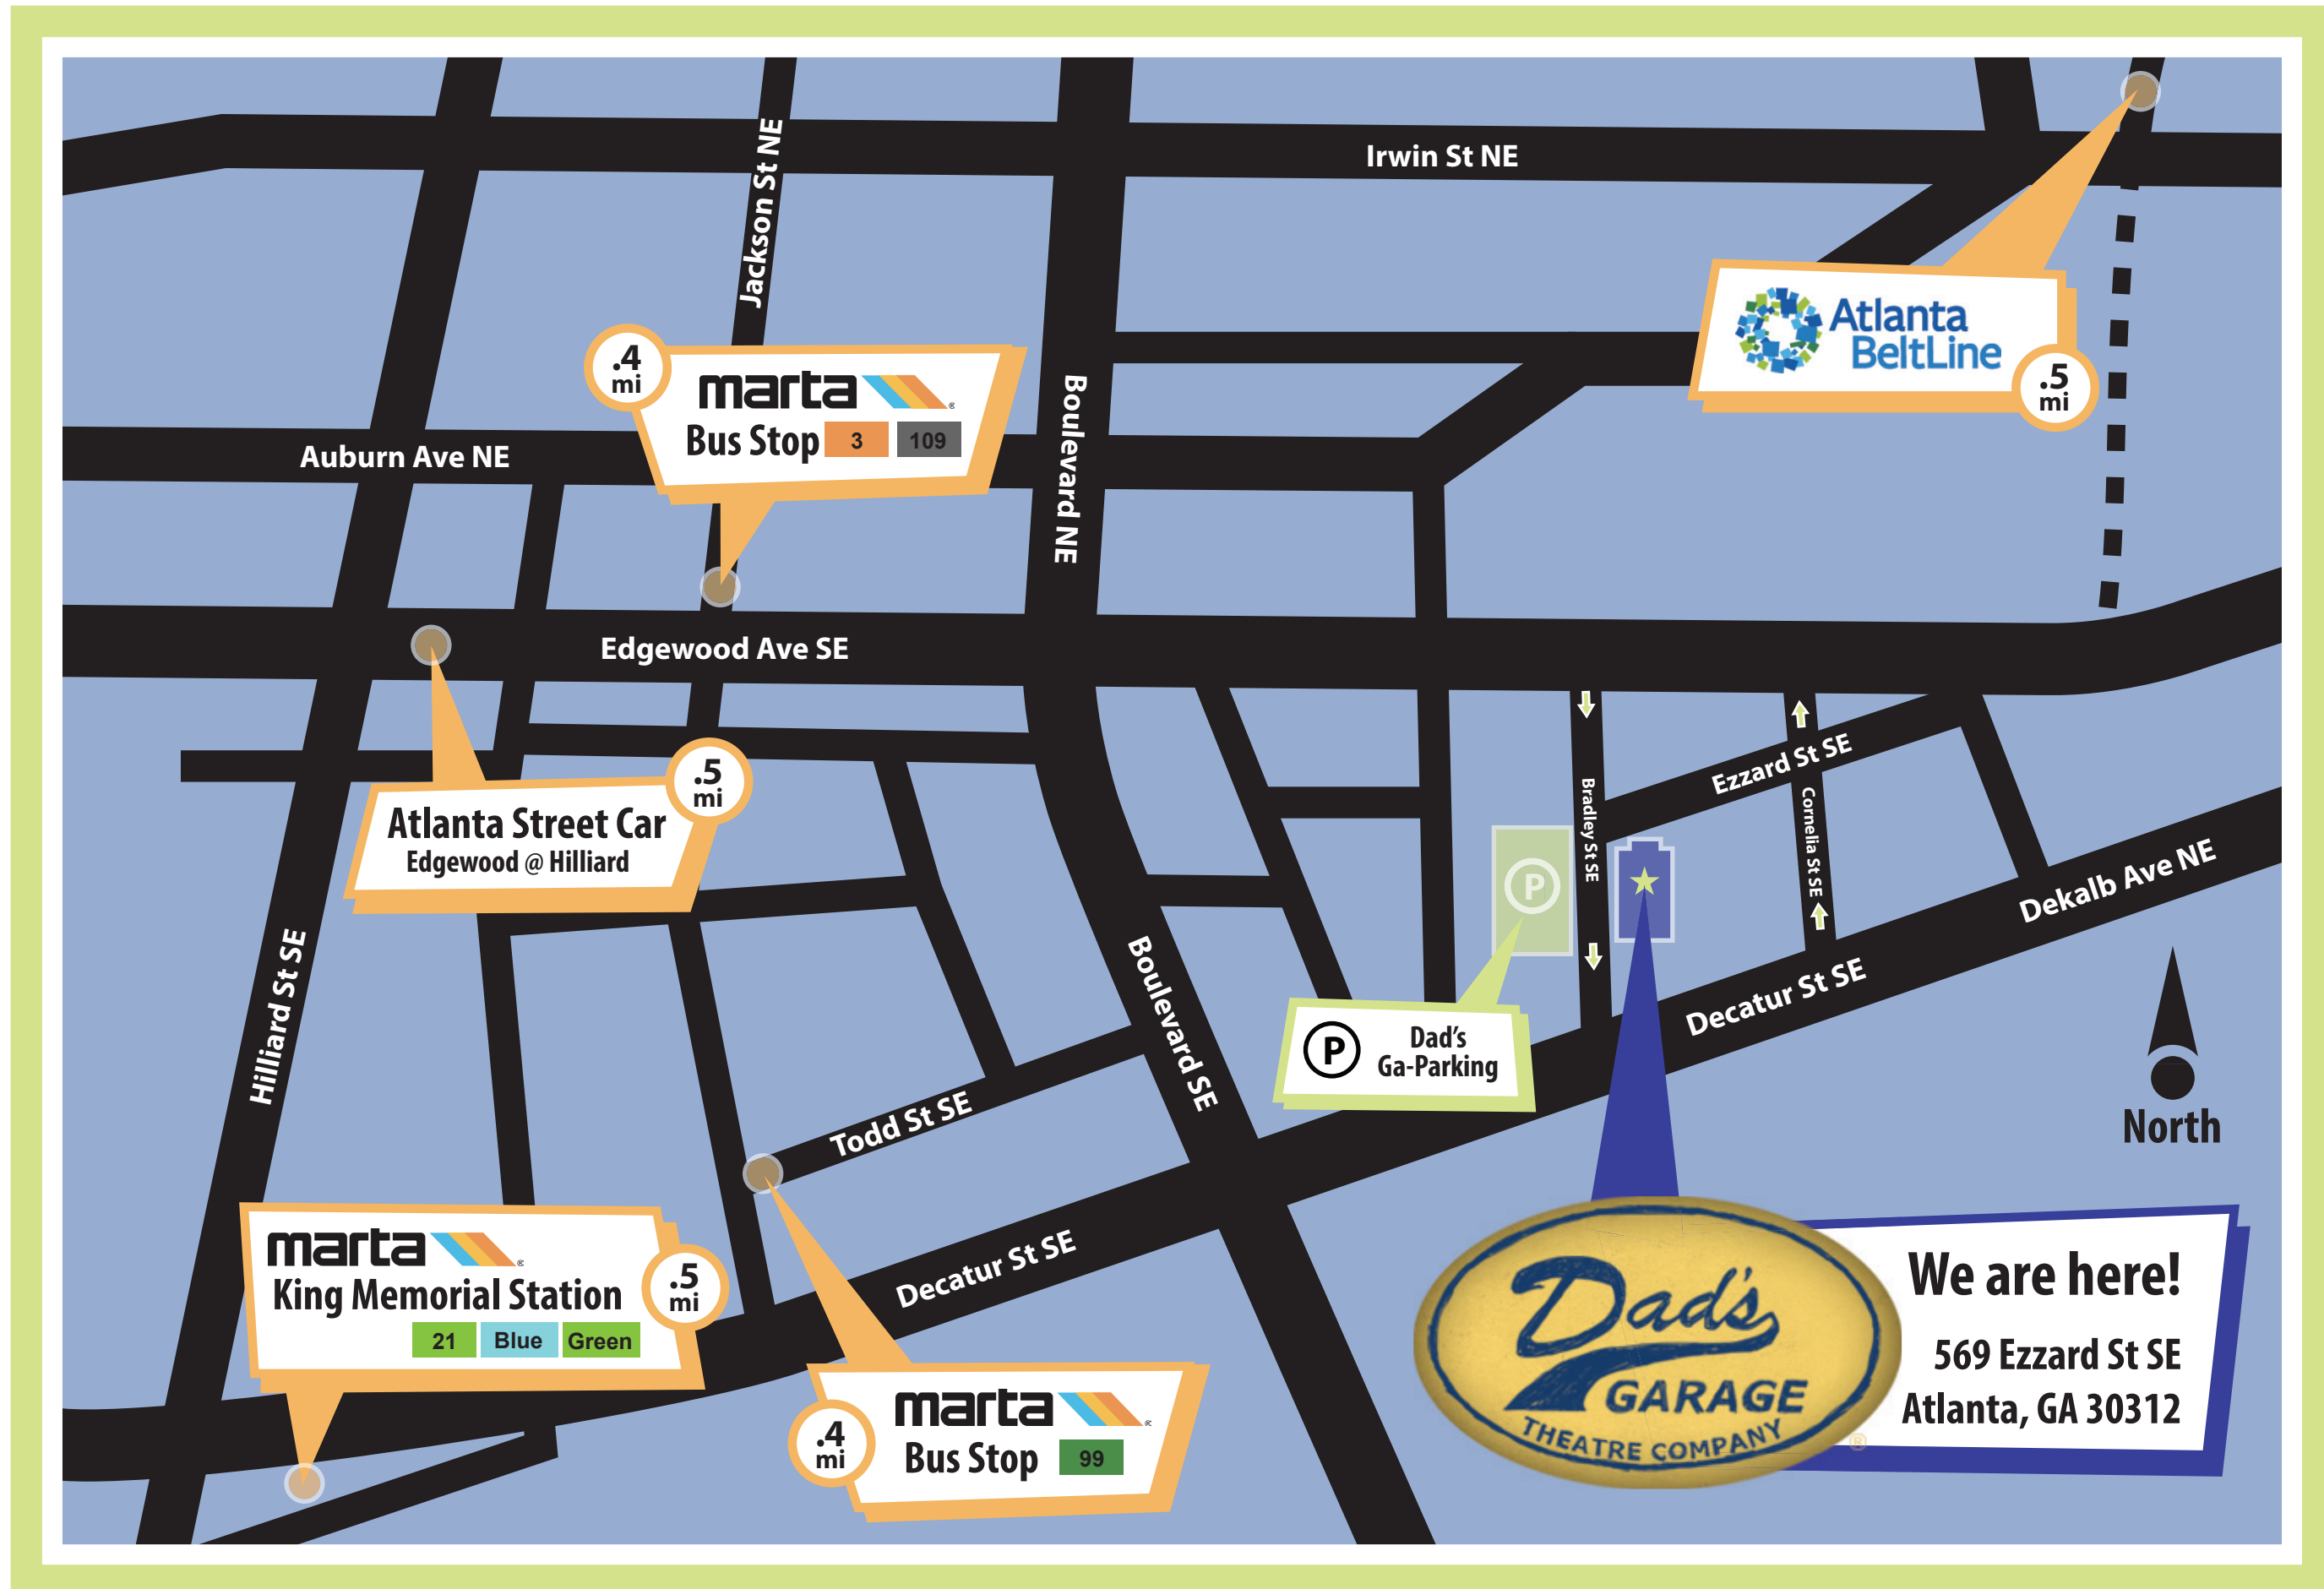 Irwin St NE
Jackson St NE
Atlanta
BeltLine
.5
mi
.4
mi
marta
Bus Stop 3 109
Boulevard NE
Auburn Ave NE
Edgewood Ave SE
.5
mi
Atlanta Street Car
Edgewood @ Hilliard
Ezzard St SE
Bradley St SE
Cornelia St SE
P
Dekalb Ave NE
Hilliard St SE
Boulevard SE
Decatur St SE
P
Dad's
Ga-Parking
Todd St SE
North
marta
King Memorial Station
21 Blue Green
.5
mi
Decatur St SE
Dad's
GARAGE
THEATRE COMPANY
®
We are here!
569 Ezzard St SE
Atlanta, GA 30312
.4
mi
marta
Bus Stop 99